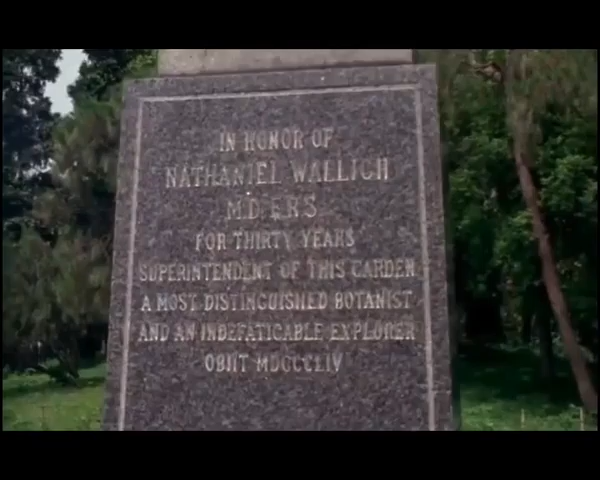 IN HONOR OF
NATHANIEL WALLICH
M.D.F.R.S
FOR THIRTY YEARS
SUPERINTENDENT OF THIS GARDEN
A MOST DISTINGUISHED BOTANIST
AND AN INDEFATIGABLE EXPLORER
OBIIT MDCCCLIV